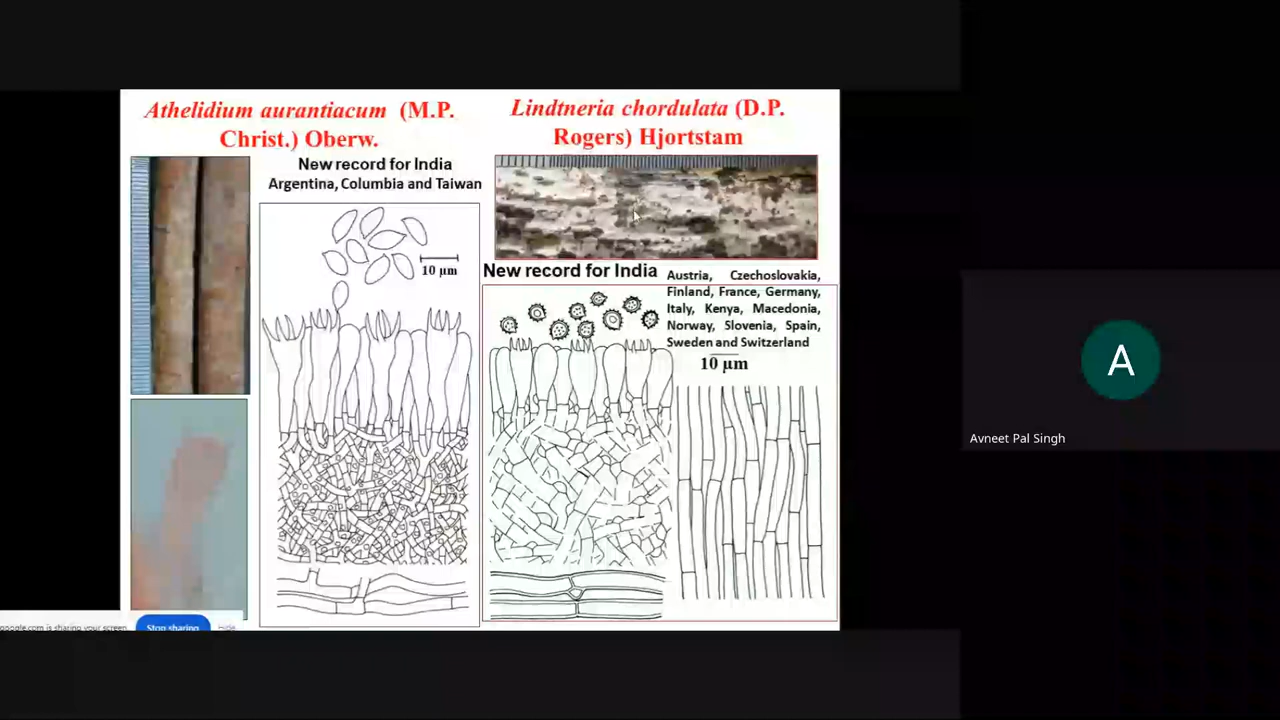 Athelidium aurantiacum (M.P.
Christ.) Oberw.
New record for India
Argentina, Columbia and Taiwan
10 µm
Lindtneria chordulata (D.P.
Rogers) Hjortstam
New record for India
Austria, Czechoslovakia,
Finland, France, Germany,
Italy, Kenya, Macedonia,
Norway, Slovenia, Spain,
Sweden and Switzerland
10 µm
google.com is sharing your screen.
Stop sharing
Hide
A
Avneet Pal Singh